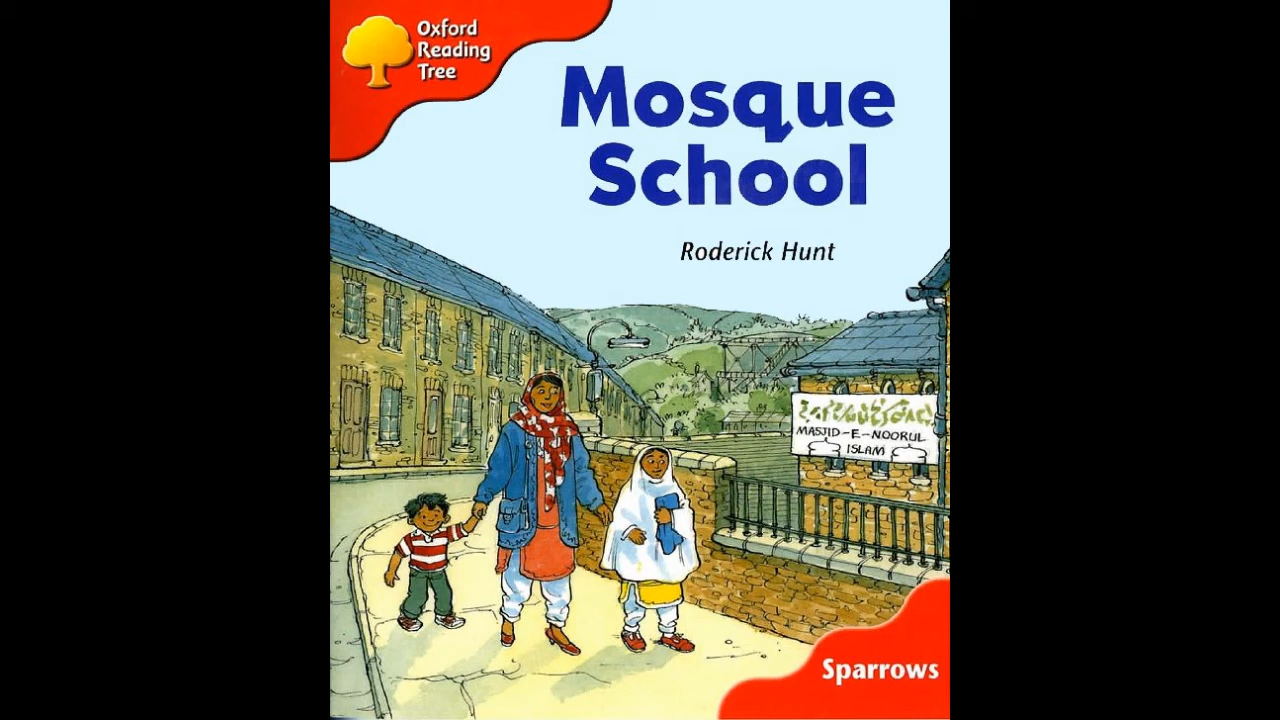 Oxford
Reading
Tree
Mosque
School
Roderick Hunt
MASJID-E-NOORUL
ISLAM
Sparrows